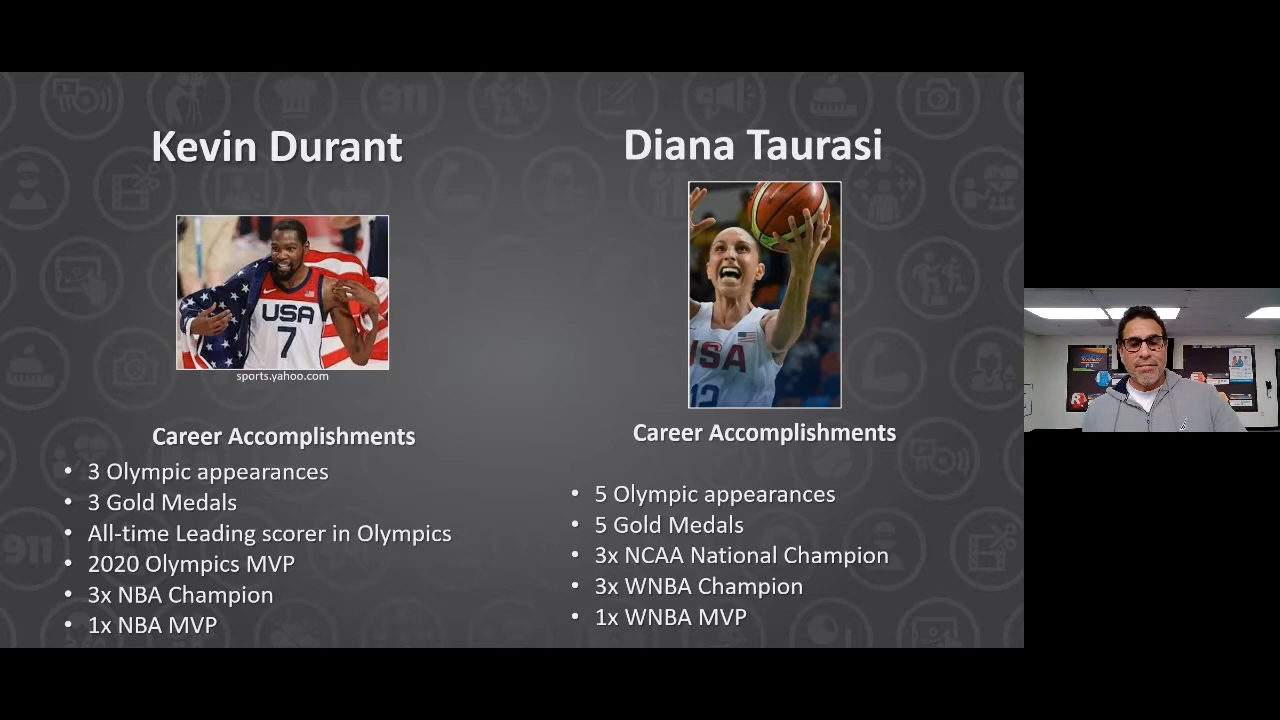 Kevin Durant
USA
7
sports.yahoo.com
Career Accomplishments
• 3 Olympic appearances
• 3 Gold Medals
• All-time Leading scorer in Olympics
• 2020 Olympics MVP
• 3x NBA Champion
• 1x NBA MVP
Diana Taurasi
USA
12
Career Accomplishments
• 5 Olympic appearances
• 5 Gold Medals
• 3x NCAA National Champion
• 3x WNBA Champion
• 1x WNBA MVP
911
911